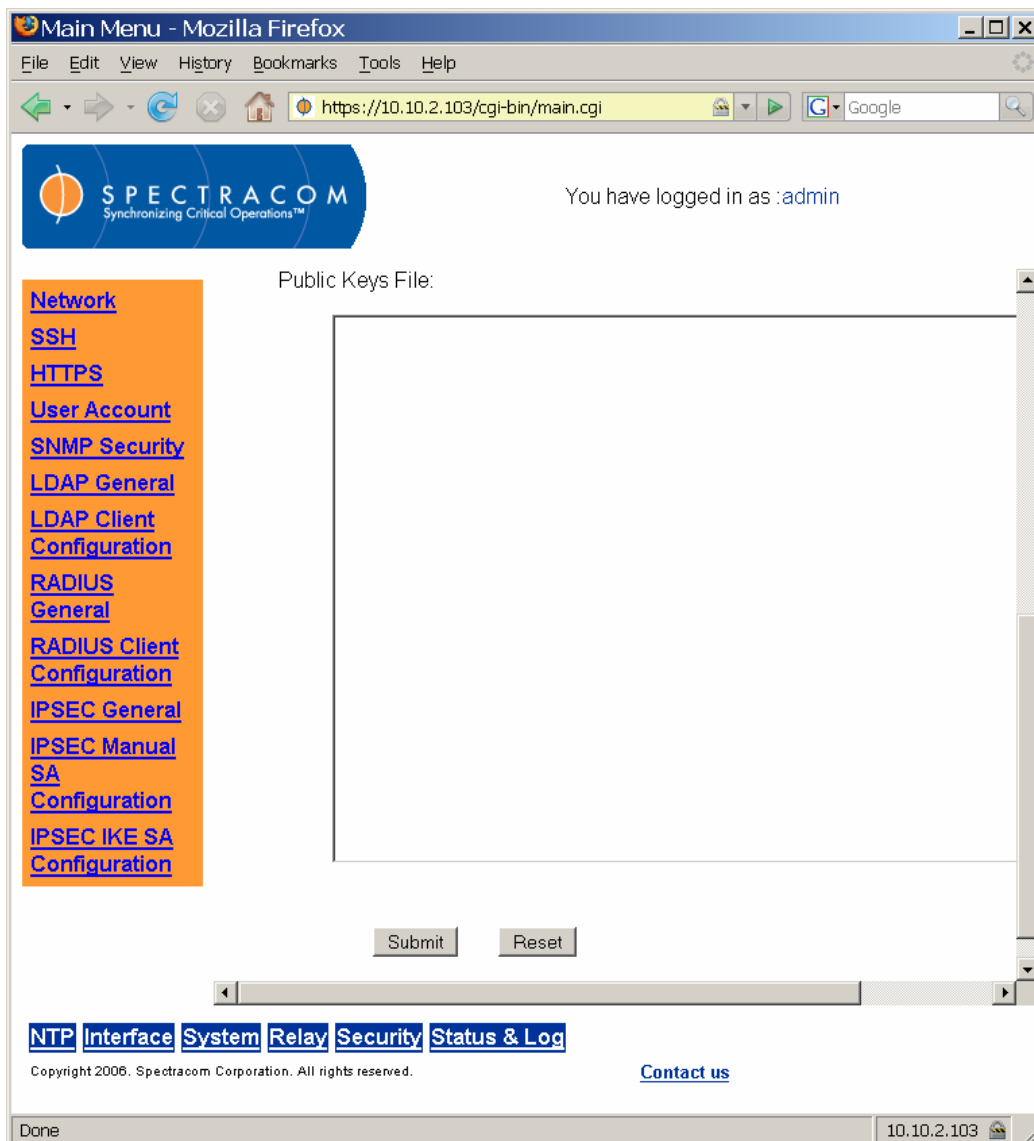 Main Menu - Mozilla Firefox
File Edit View History Bookmarks Tools Help
https://10.10.2.103/cgi-bin/main.cgi
G Google
SPECTRACOM
Synchronizing Critical Operations™
You have logged in as :admin
Public Keys File:
Network
SSH
HTTPS
User Account
SNMP Security
LDAP General
LDAP Client
Configuration
RADIUS
General
RADIUS Client
Configuration
IPSEC General
IPSEC Manual
SA
Configuration
IPSEC IKE SA
Configuration
Submit Reset
NTP Interface System Relay Security Status & Log
Copyright 2006. Spectracom Corporation. All rights reserved.
Contact us
Done
10.10.2.103